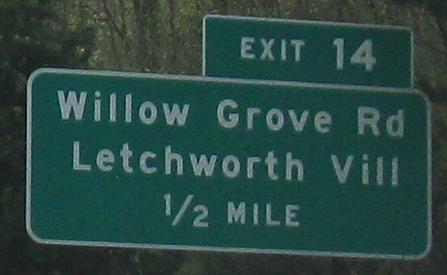 EXIT 14
Willow Grove Rd
Letchworth Vill
1/2 MILE